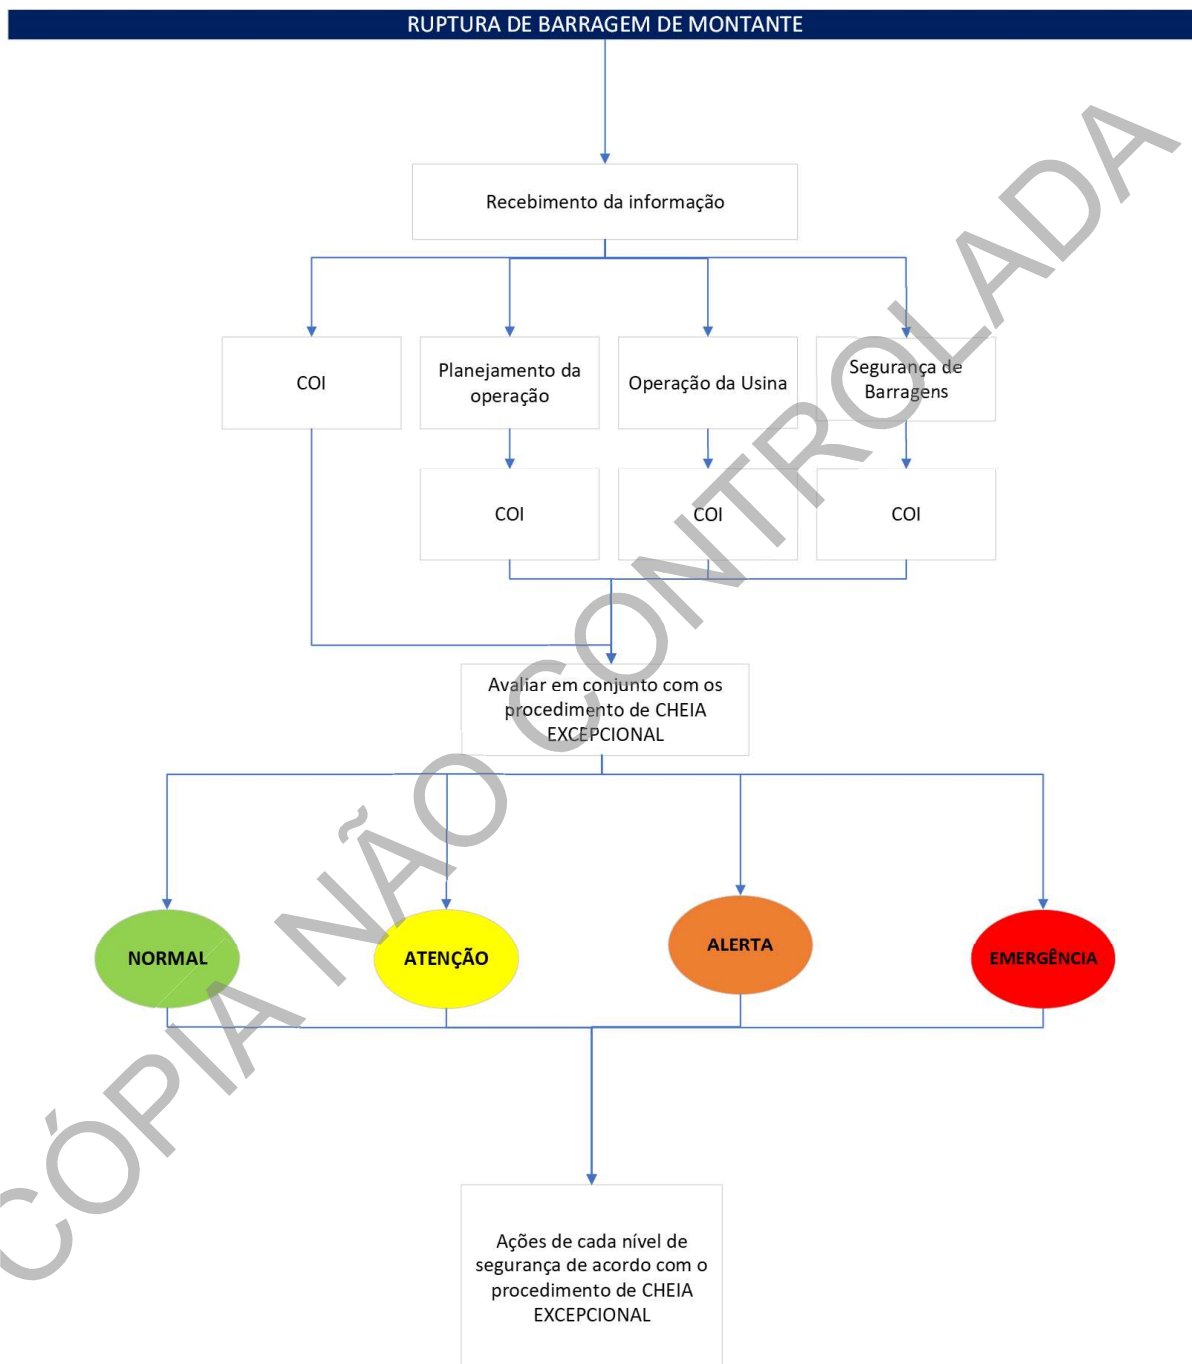 RUPTURA DE BARRAGEM DE MONTANTE
Recebimento da informação
COI
Planejamento da
operação
Operação da Usina
Segurança de
Barragens
COI
COI
COI
Avaliar em conjunto com os
procedimento de CHEIA
EXCEPCIONAL
NORMAL
ATENÇÃO
ALERTA
EMERGÊNCIA
Ações de cada nível de
segurança de acordo com o
procedimento de CHEIA
EXCEPCIONAL
CÓPIA NÃO CONTROLADA